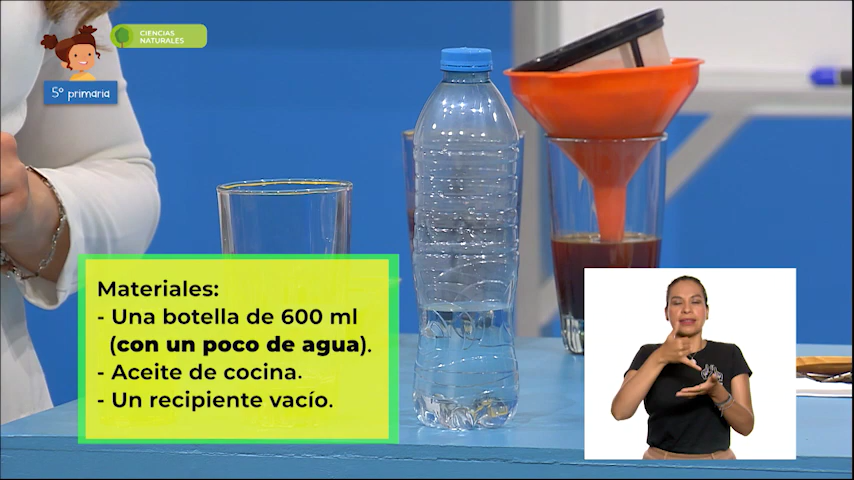 CIENCIAS
NATURALES
5° primaria
Materiales:
- Una botella de 600 ml
(con un poco de agua).
- Aceite de cocina.
- Un recipiente vacío.